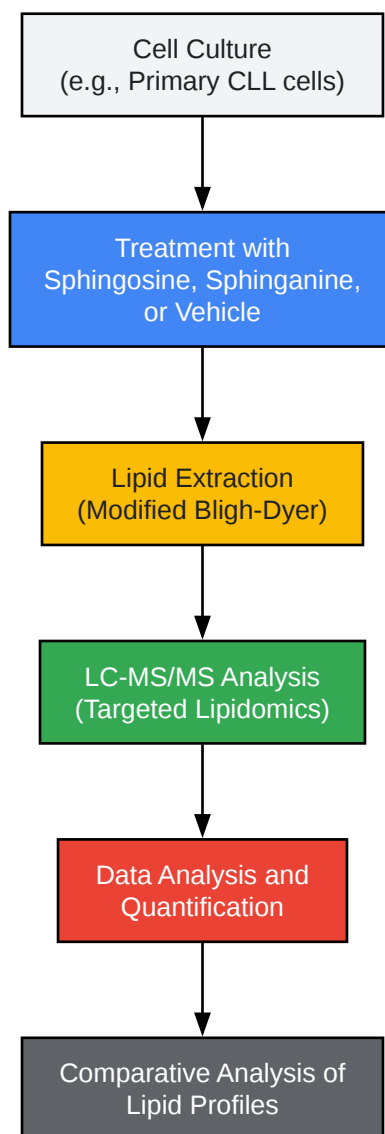 Cell Culture
(e.g., Primary CLL cells)
Treatment with
Sphingosine, Sphinganine,
or Vehicle
Lipid Extraction
(Modified Bligh-Dyer)
LC-MS/MS Analysis
(Targeted Lipidomics)
Data Analysis and
Quantification
Comparative Analysis of
Lipid Profiles